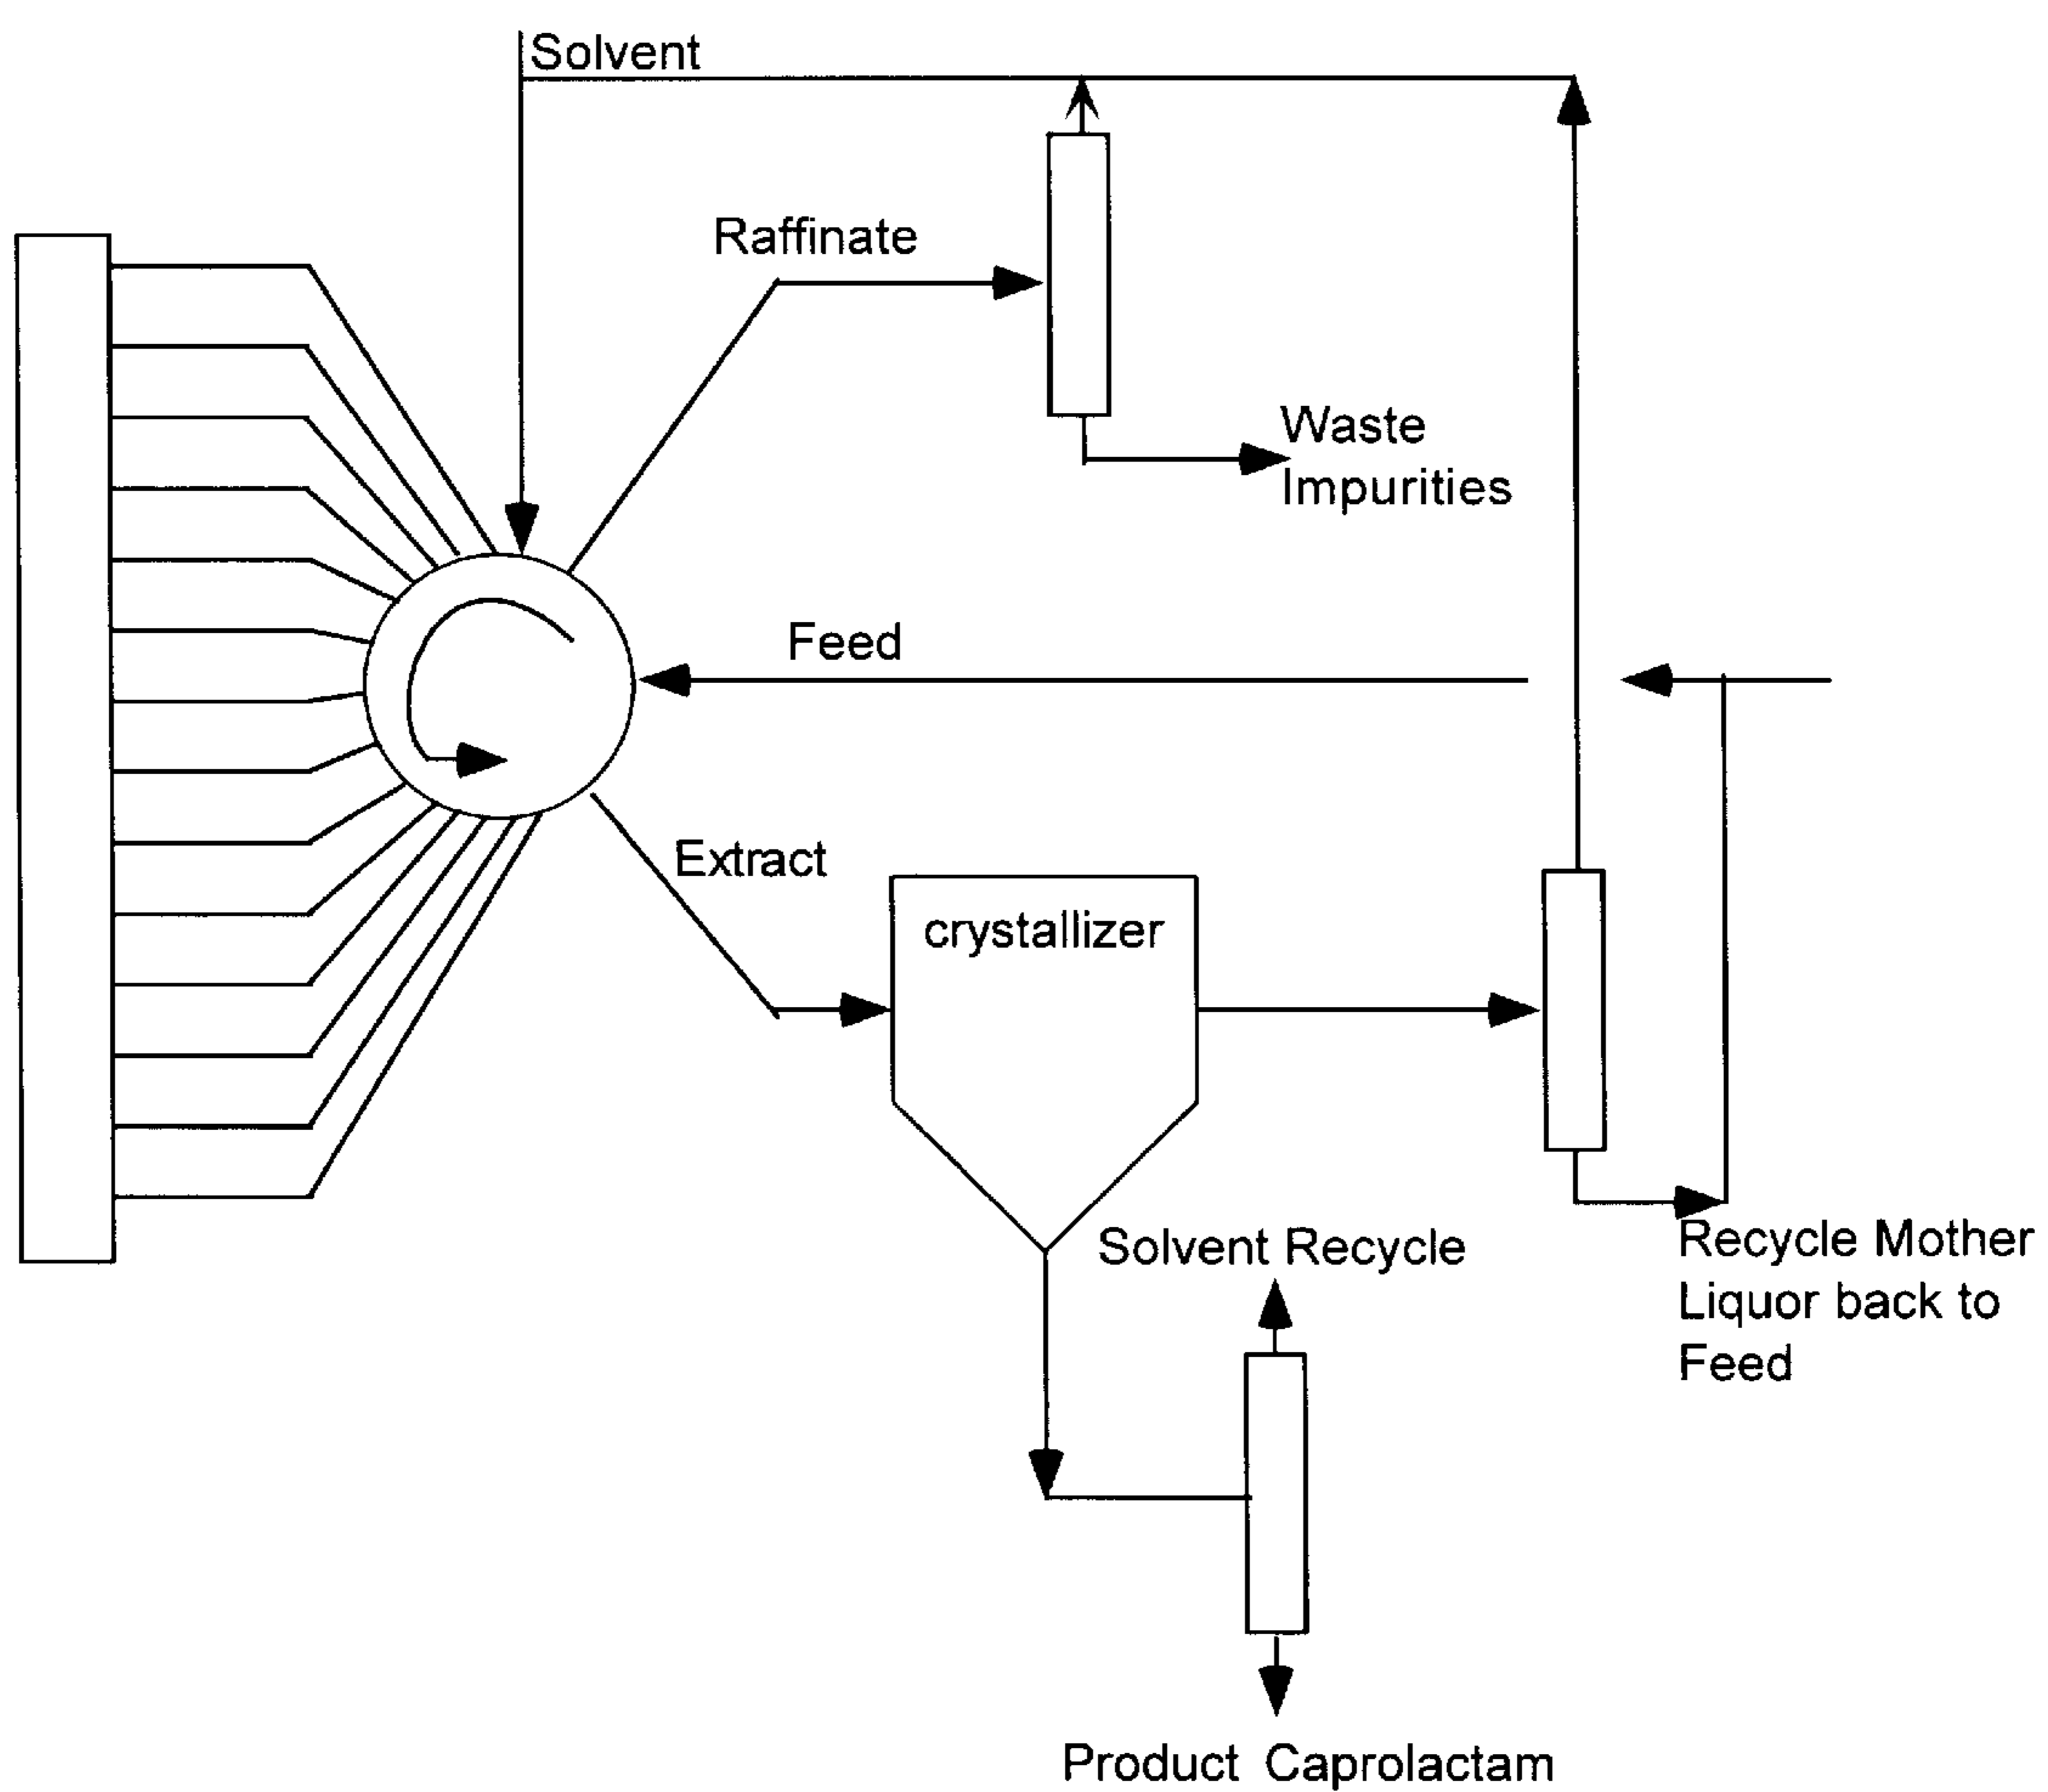 Solvent
Raffinate
Waste
Impurities
Feed
Extract
crystallizer
Solvent Recycle
Recycle Mother
Liquor back to
Feed
Product Caprolactam